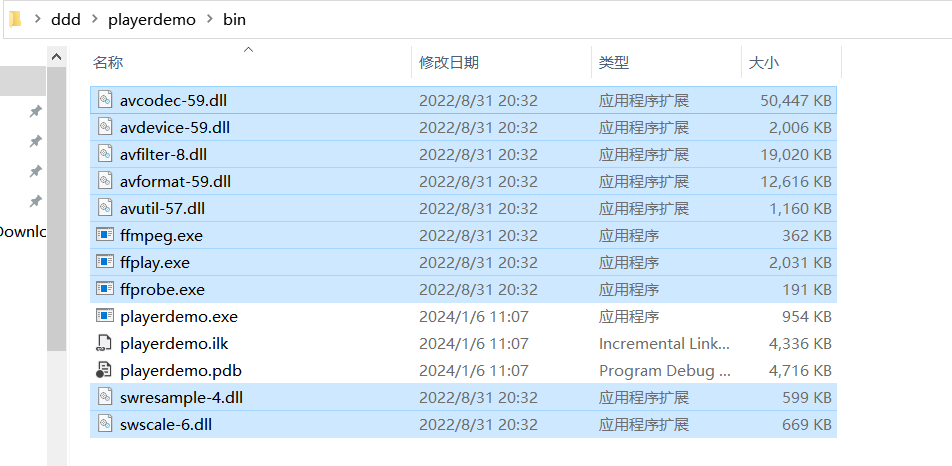 ddd playerdemo bin
名称 修改日期 类型 大小
avcodec-59.dll 2022/8/31 20:32 应用程序扩展 50,447 KB
avdevice-59.dll 2022/8/31 20:32 应用程序扩展 2,006 KB
avfilter-8.dll 2022/8/31 20:32 应用程序扩展 19,020 KB
avformat-59.dll 2022/8/31 20:32 应用程序扩展 12,616 KB
avutil-57.dll 2022/8/31 20:32 应用程序扩展 1,160 KB
Downlc
ffmpeg.exe 2022/8/31 20:32 应用程序 362 KB
ffplay.exe 2022/8/31 20:32 应用程序 2,031 KB
ffprobe.exe 2022/8/31 20:32 应用程序 191 KB
playerdemo.exe 2024/1/6 11:07 应用程序 954 KB
playerdemo.ilk 2024/1/6 11:07 Incremental Link... 4,336 KB
playerdemo.pdb 2024/1/6 11:07 Program Debug ... 4,716 KB
swresample-4.dll 2022/8/31 20:32 应用程序扩展 599 KB
swscale-6.dll 2022/8/31 20:32 应用程序扩展 669 KB